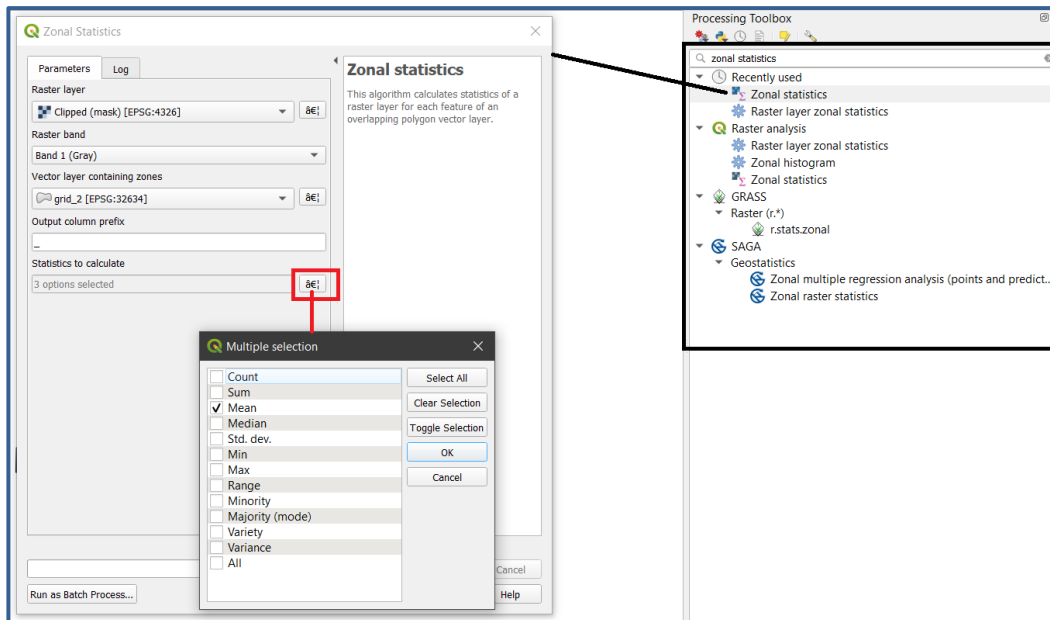 Zonal Statistics
Parameters
Log
Raster layer
Clipped (mask) [EPSG:4326]
…
Raster band
Band 1 (Gray)
Vector layer containing zones
grid_2 [EPSG:32634]
…
Output column prefix
_
Statistics to calculate
3 options selected
…
Zonal statistics
This algorithm calculates statistics of a
raster layer for each feature of an
overlapping polygon vector layer.
Multiple selection
Count
Sum
Mean
Median
Std. dev.
Min
Max
Range
Minority
Majority (mode)
Variety
Variance
All
Select All
Clear Selection
Toggle Selection
OK
Cancel
Cancel
Run as Batch Process...
Help
Processing Toolbox
zonal statistics
Recently used
Zonal statistics
Raster layer zonal statistics
Raster analysis
Raster layer zonal statistics
Zonal histogram
Zonal statistics
GRASS
Raster (r.*)
r.stats.zonal
SAGA
Geostatistics
Zonal multiple regression analysis (points and predict...
Zonal raster statistics